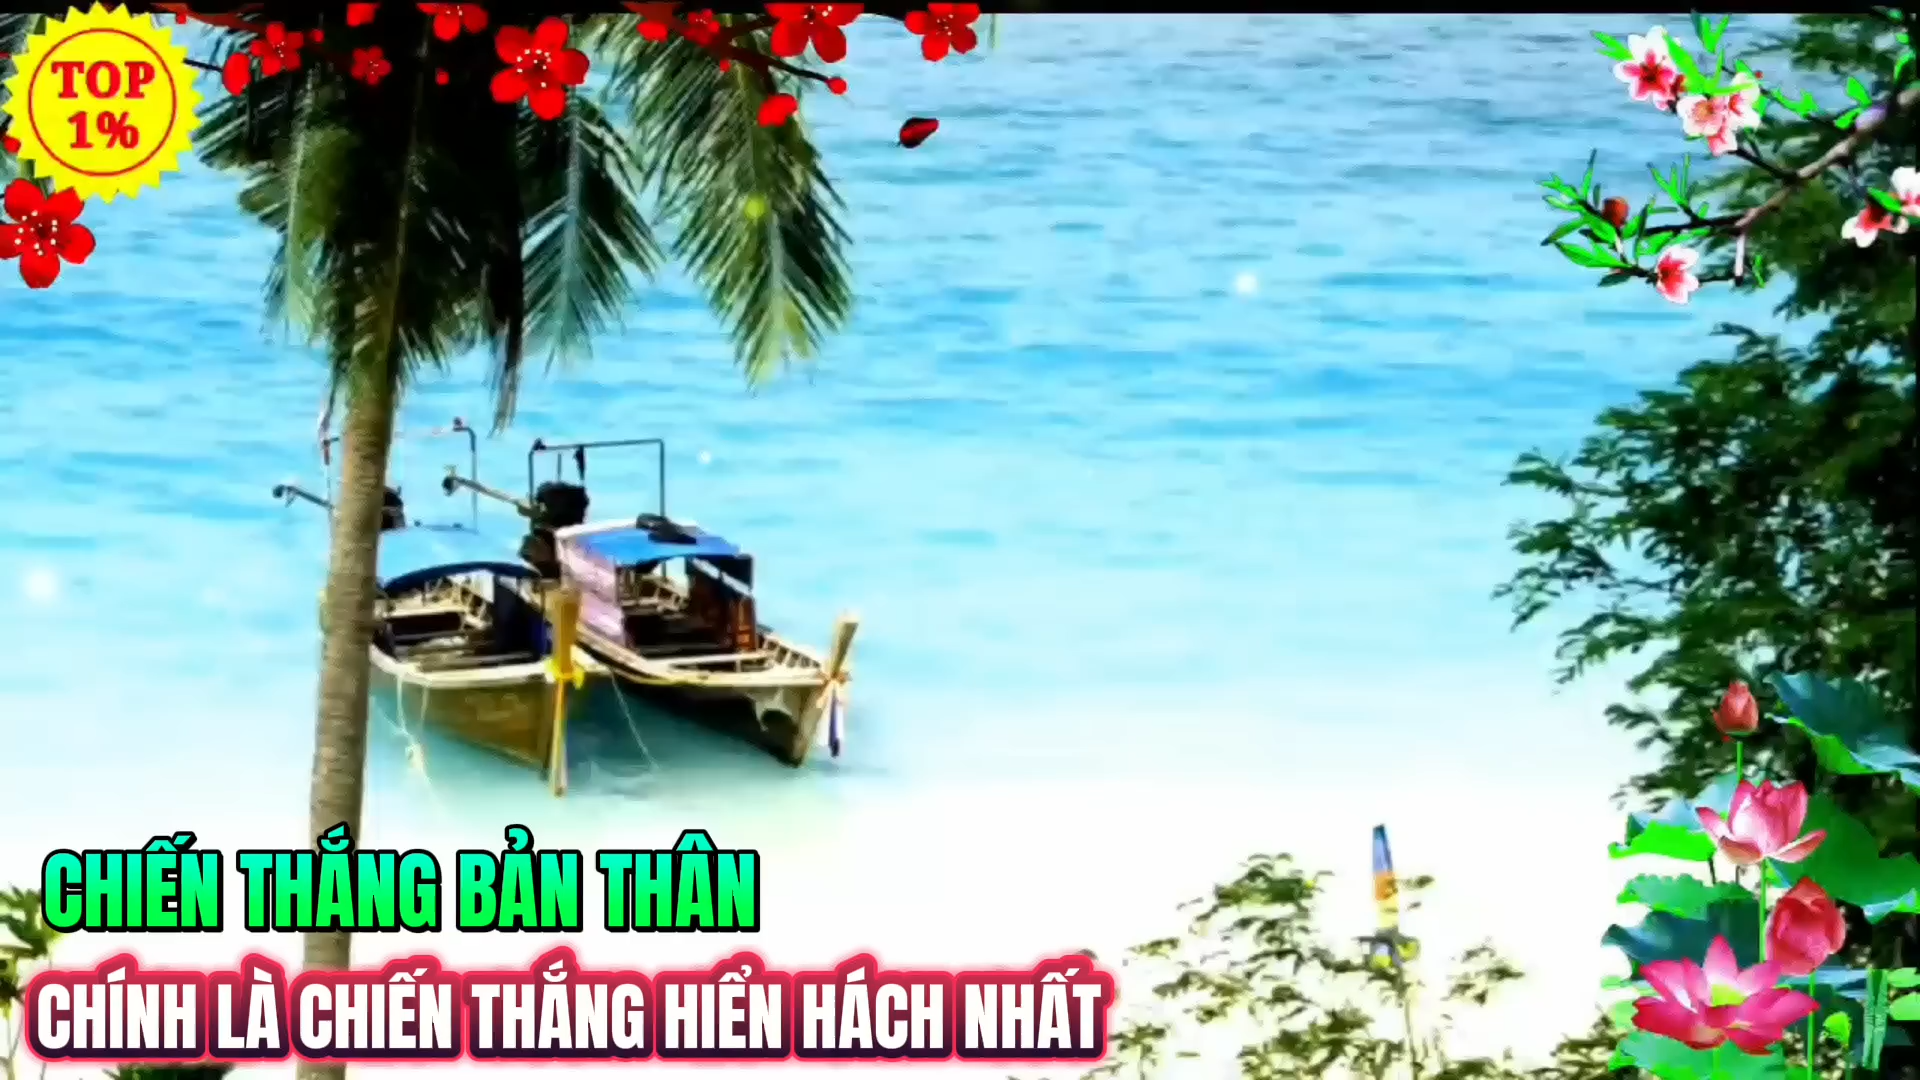 TOP
1%
CHIẾN THẮNG BẢN THÂN
CHÍNH LÀ CHIẾN THẮNG HIỂN HÁCH NHẤT